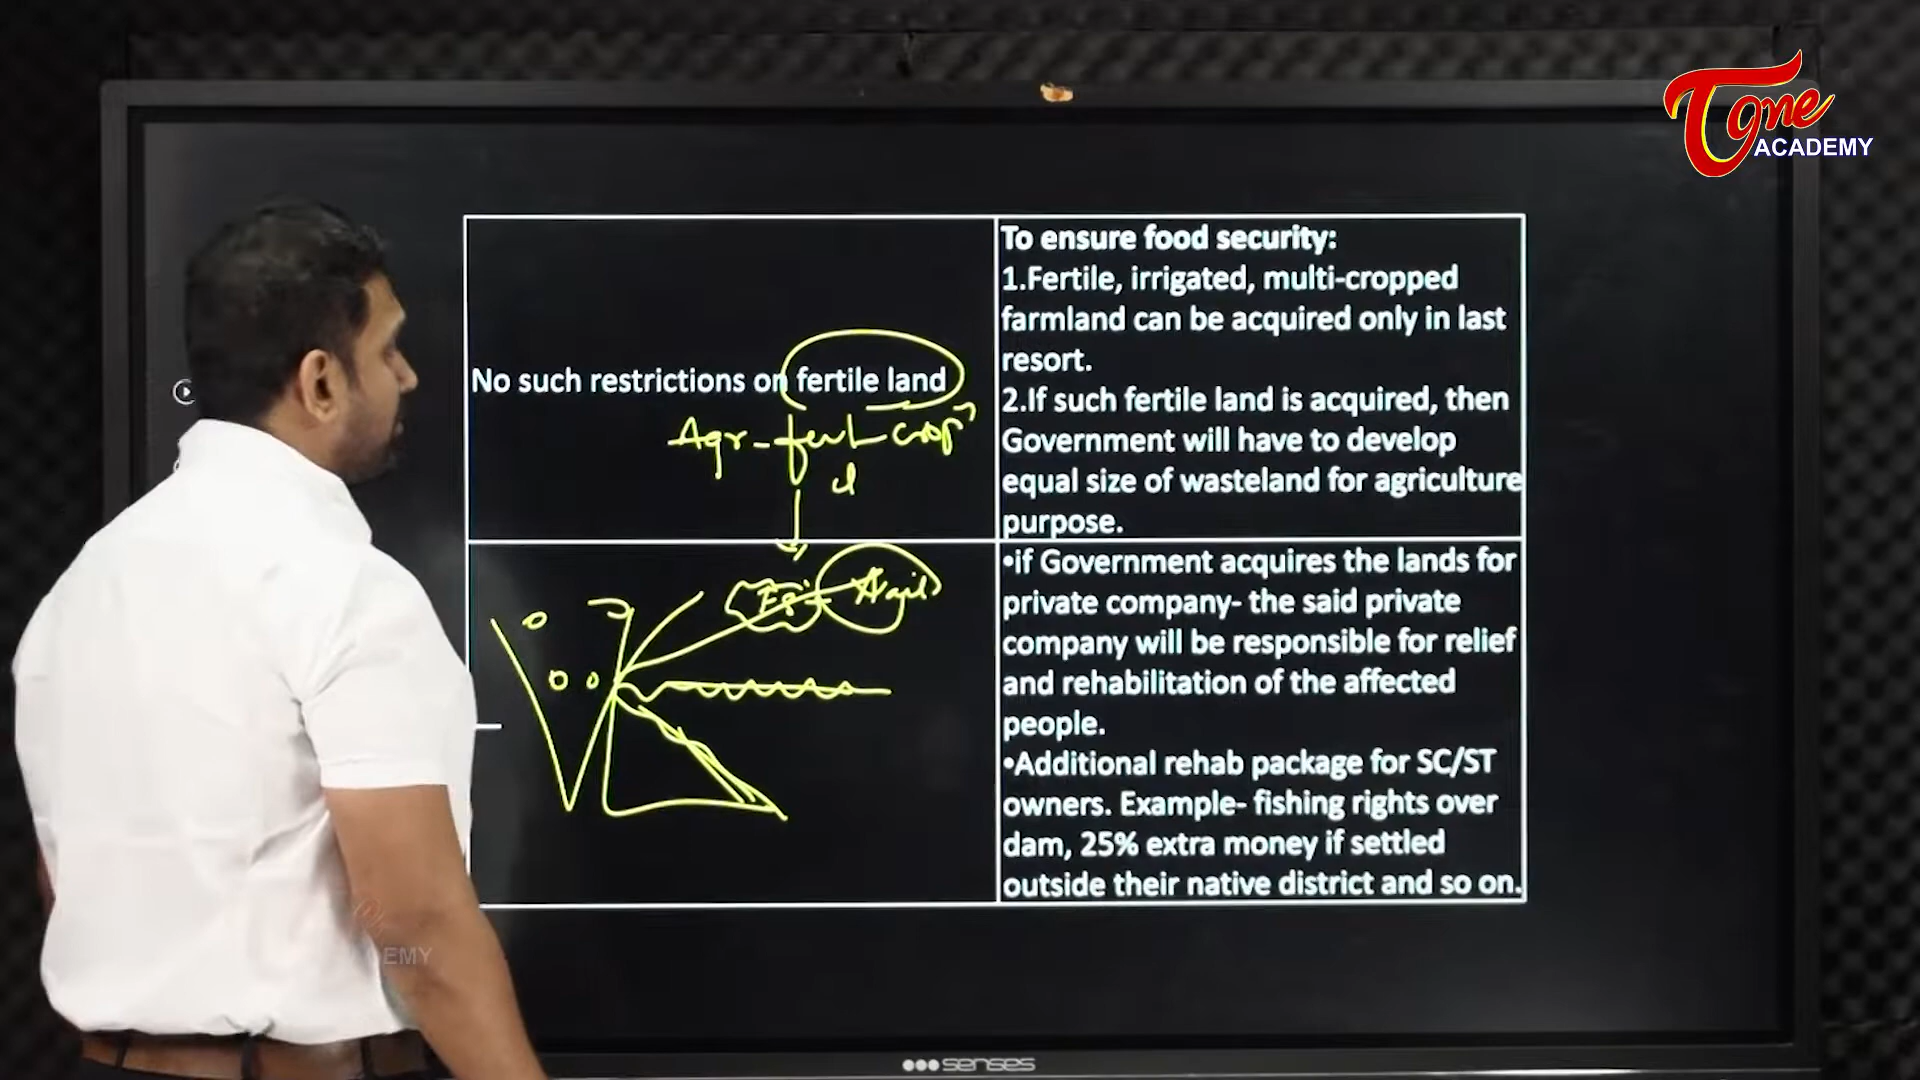 Tone
ACADEMY
No such restrictions on fertile land
Agr - fert crop
To ensure food security:
1.Fertile, irrigated, multi-cropped
farmland can be acquired only in last
resort.
2.If such fertile land is acquired, then
Government will have to develop
equal size of wasteland for agriculture
purpose.
•if Government acquires the lands for
private company- the said private
company will be responsible for relief
and rehabilitation of the affected
people.
•Additional rehab package for SC/ST
owners. Example- fishing rights over
dam, 25% extra money if settled
outside their native district and so on.
senses